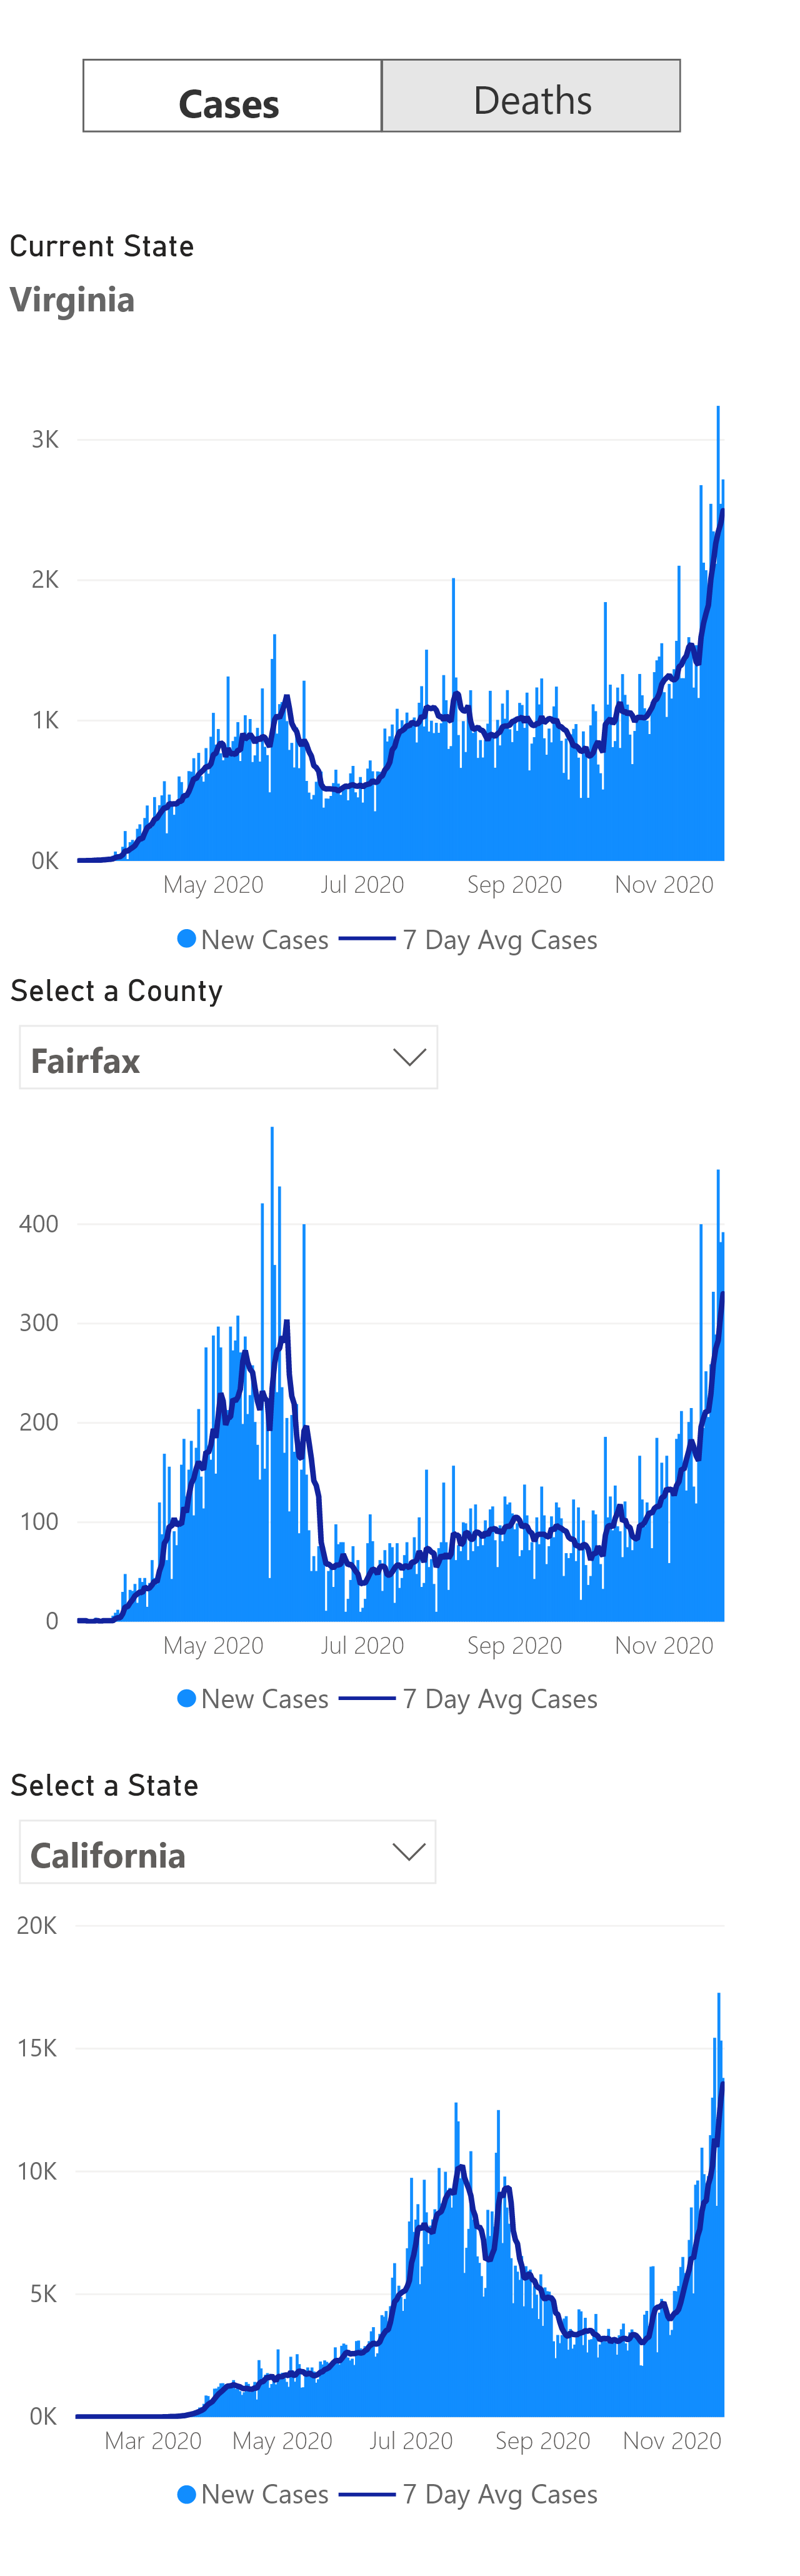 Cases Deaths
Current State
Virginia
3K
2K
1K
0K
May 2020 Jul 2020 Sep 2020 Nov 2020
New Cases 7 Day Avg Cases
Select a County
Fairfax
400
300
200
100
0
May 2020 Jul 2020 Sep 2020 Nov 2020
New Cases 7 Day Avg Cases
Select a State
California
20K
15K
10K
5K
0K
Mar 2020 May 2020 Jul 2020 Sep 2020 Nov 2020
New Cases 7 Day Avg Cases